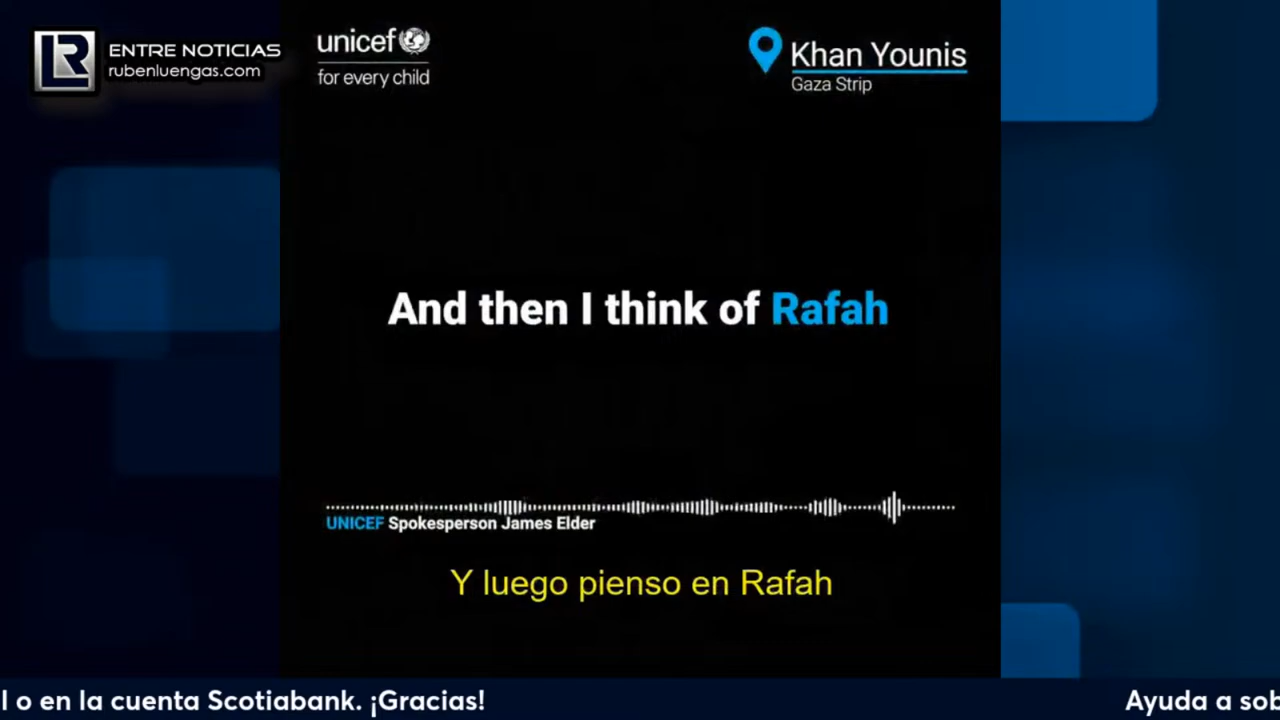 ENTRE NOTICIAS
rubenluengas.com
unicef
for every child
Khan Younis
Gaza Strip
And then I think of Rafah
UNICEF Spokesperson James Elder
Y luego pienso en Rafah
l o en la cuenta Scotiabank. ¡Gracias!
Ayuda a sob